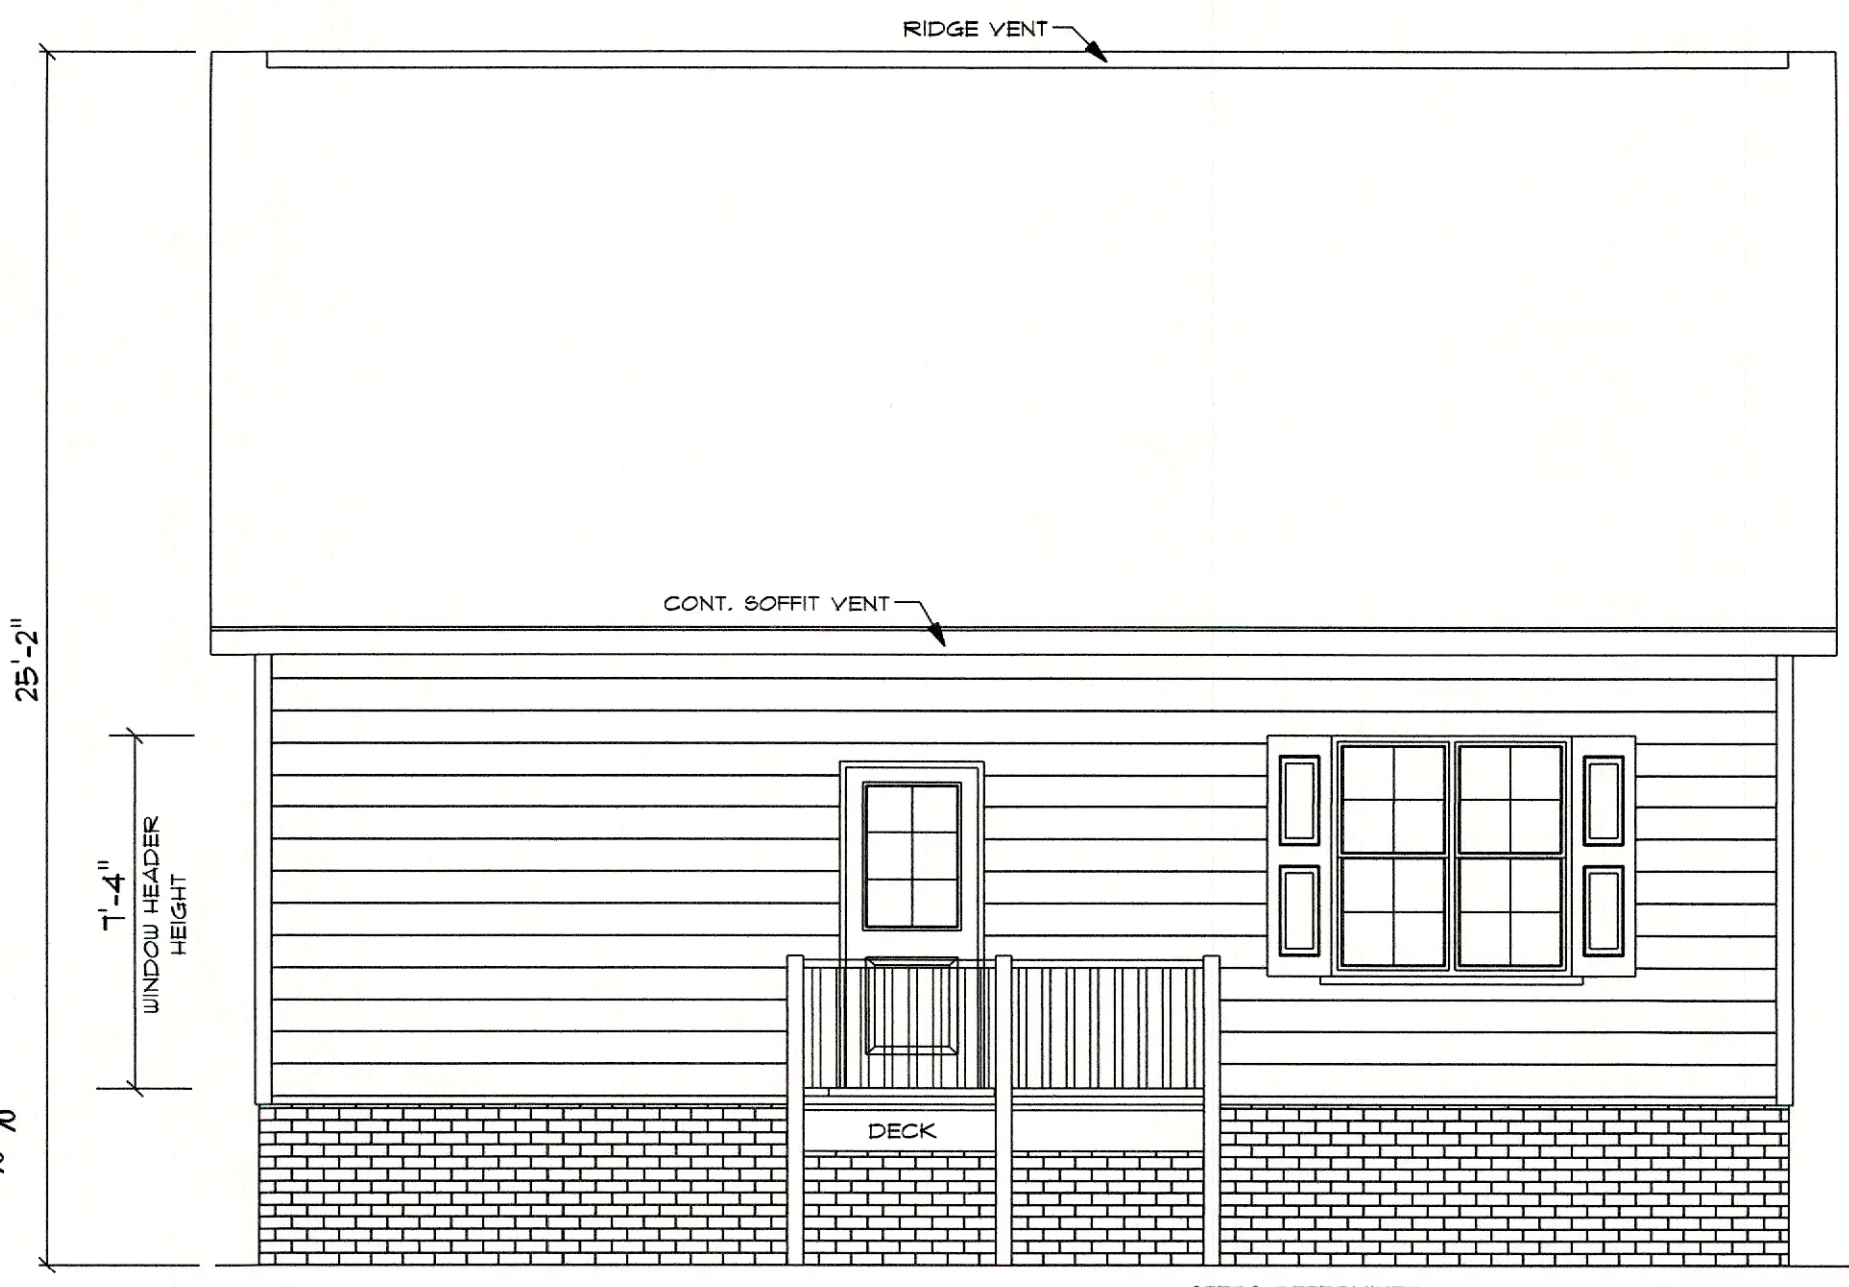 RIDGE VENT
CONT. SOFFIT VENT
25'-2"
7'-4"
WINDOW HEADER
HEIGHT
DECK